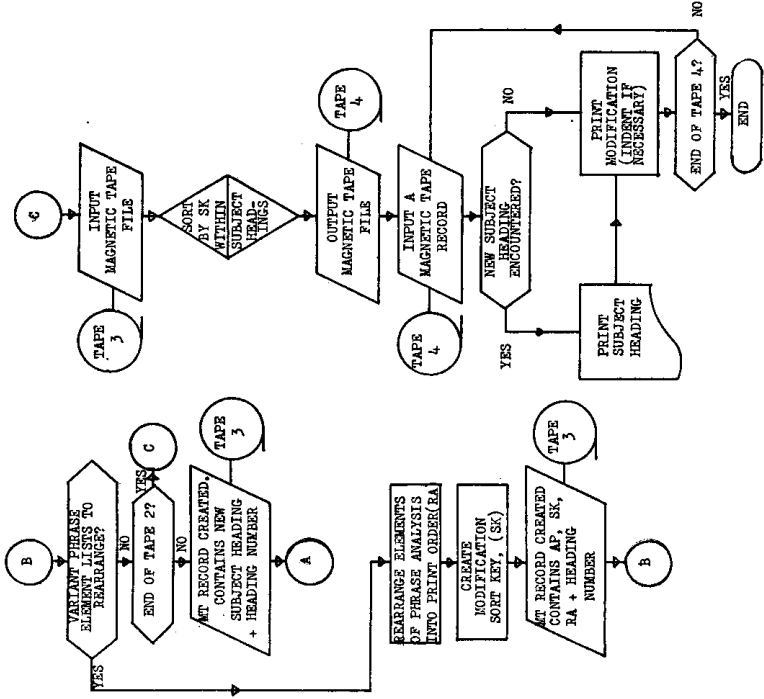 B
VARIANT PHRASE
ELEMENT LISTS TO
REARRANGE?
YES
NO
END OF TAPE 2?
YES
C
NO
MT RECORD CREATED.
CONTAINS NEW
SUBJECT HEADING
+ HEADING NUMBER
TAPE
3
A
REARRANGE ELEMENTS
OF PHRASE ANALYSIS
INTO PRINT ORDER(RA)
CREATE
MODIFICATION
SORT KEY, (SK)
MT RECORD CREATED
CONTAINS AP, SK,
RA + HEADING
NUMBER
TAPE
3
B
C
INPUT
MAGNETIC TAPE
FILE
TAPE
3
SORT
BY SK
WITHIN
SUBJECT
HEAD-
INGS
OUTPUT
MAGNETIC TAPE
FILE
TAPE
4
INPUT A
MAGNETIC TAPE
RECORD
TAPE
4
NEW SUBJECT
HEADING
ENCOUNTERED?
YES
NO
PRINT
SUBJECT
HEADING
PRINT
MODIFICATION
(INDENT IF
NECESSARY)
END OF TAPE 4?
NO
YES
END